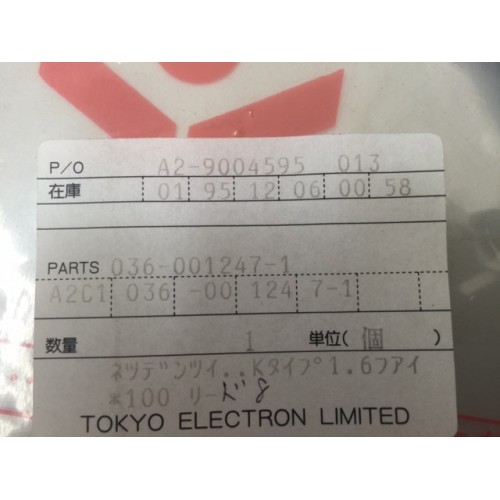 P/O A2-9004595 013
在庫 01 95 12 06 00 58
PARTS 036-001247-1
A2C1 036 -00 124 7-1
数量 1 単位( 個 )
ネツデンツイ..Kタイプ1.6フアイ
*100 リード8
TOKYO ELECTRON LIMITED